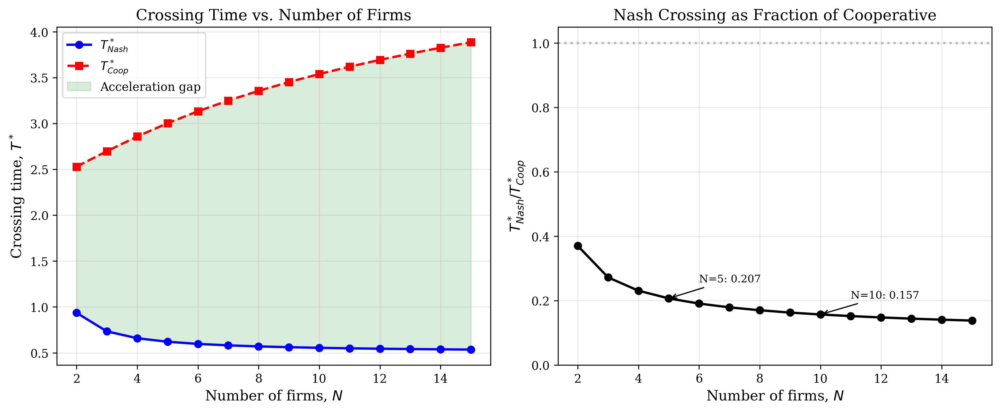 Crossing Time vs. Number of Firms
T*Nash
T*Coop
Acceleration gap
Crossing time, T*
4.0
3.5
3.0
2.5
2.0
1.5
1.0
0.5
2 4 6 8 10 12 14
Number of firms, N
Nash Crossing as Fraction of Cooperative
T*Nash/T*Coop
1.0
0.8
0.6
0.4
0.2
0.0
N=5: 0.207
N=10: 0.157
2 4 6 8 10 12 14
Number of firms, N